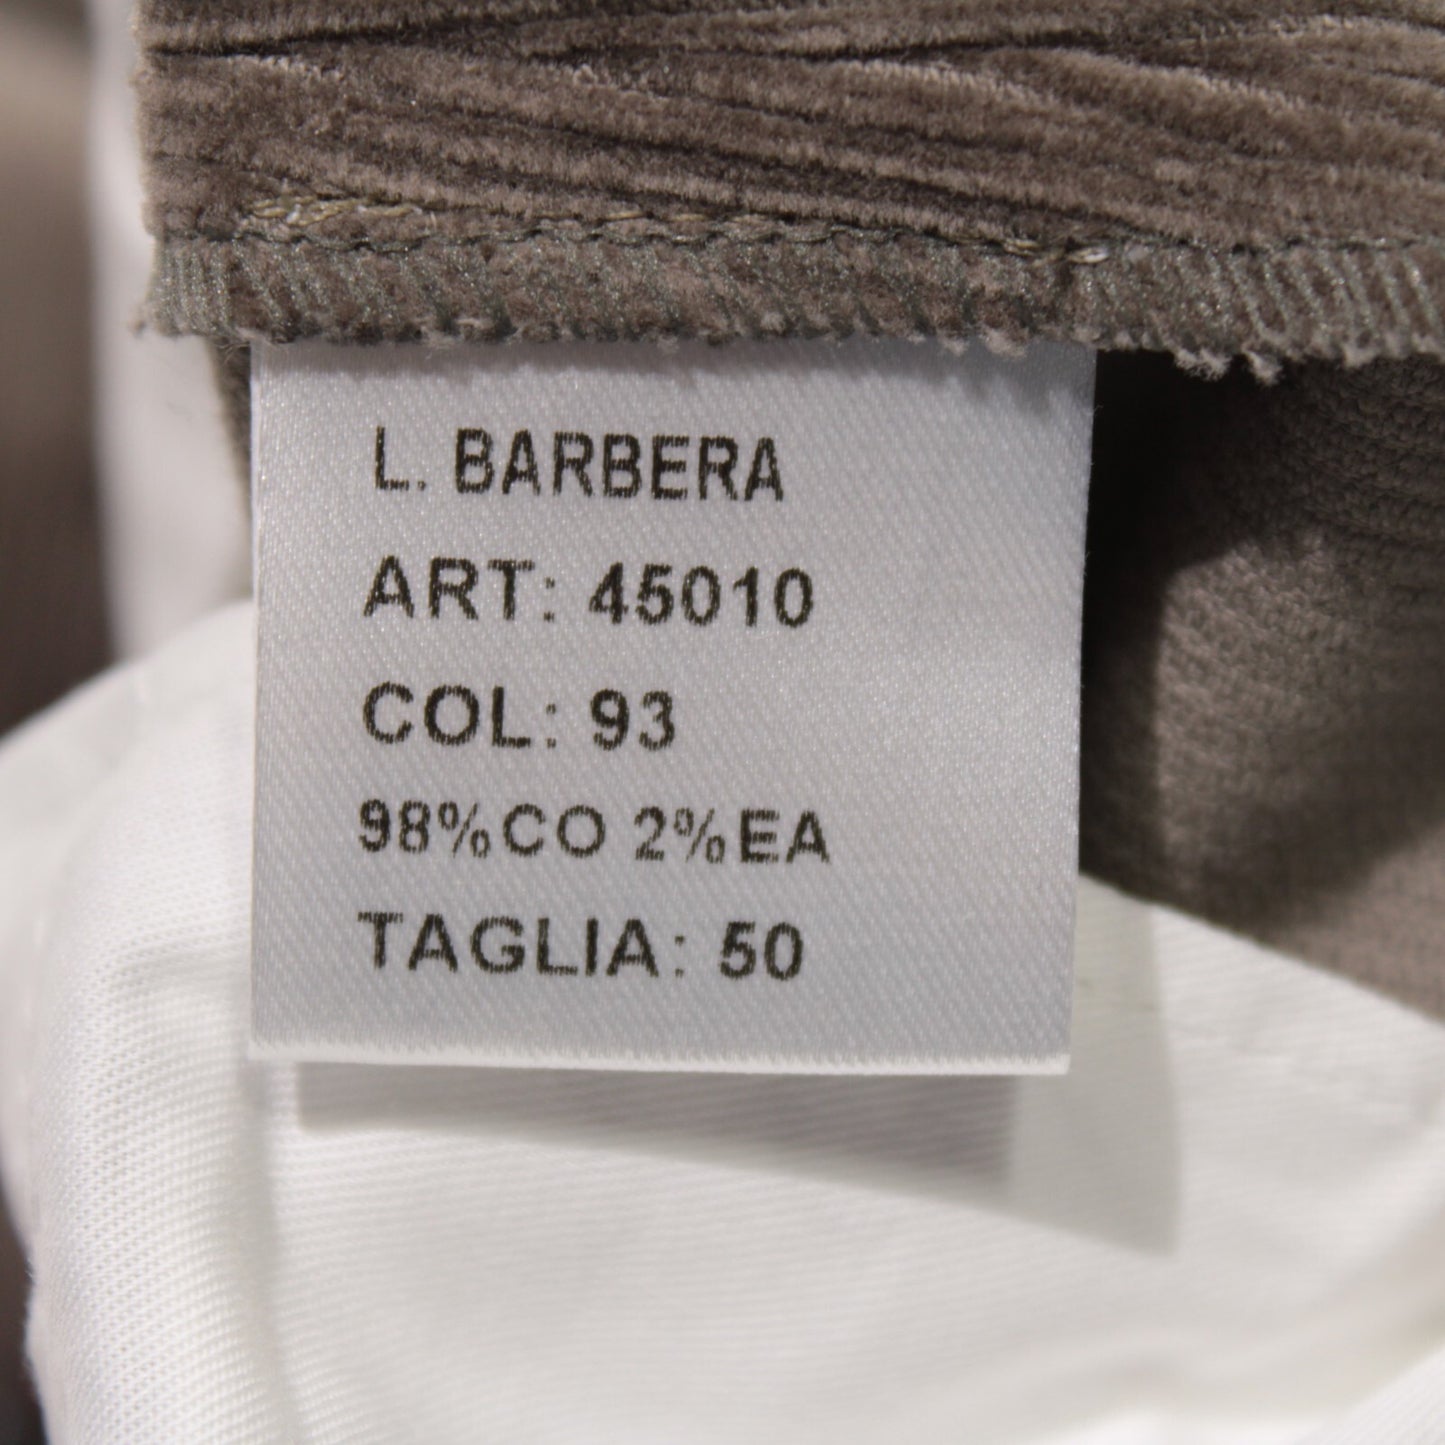 L. BARBERA
ART: 45010
COL: 93
98%CO 2%EA
TAGLIA: 50